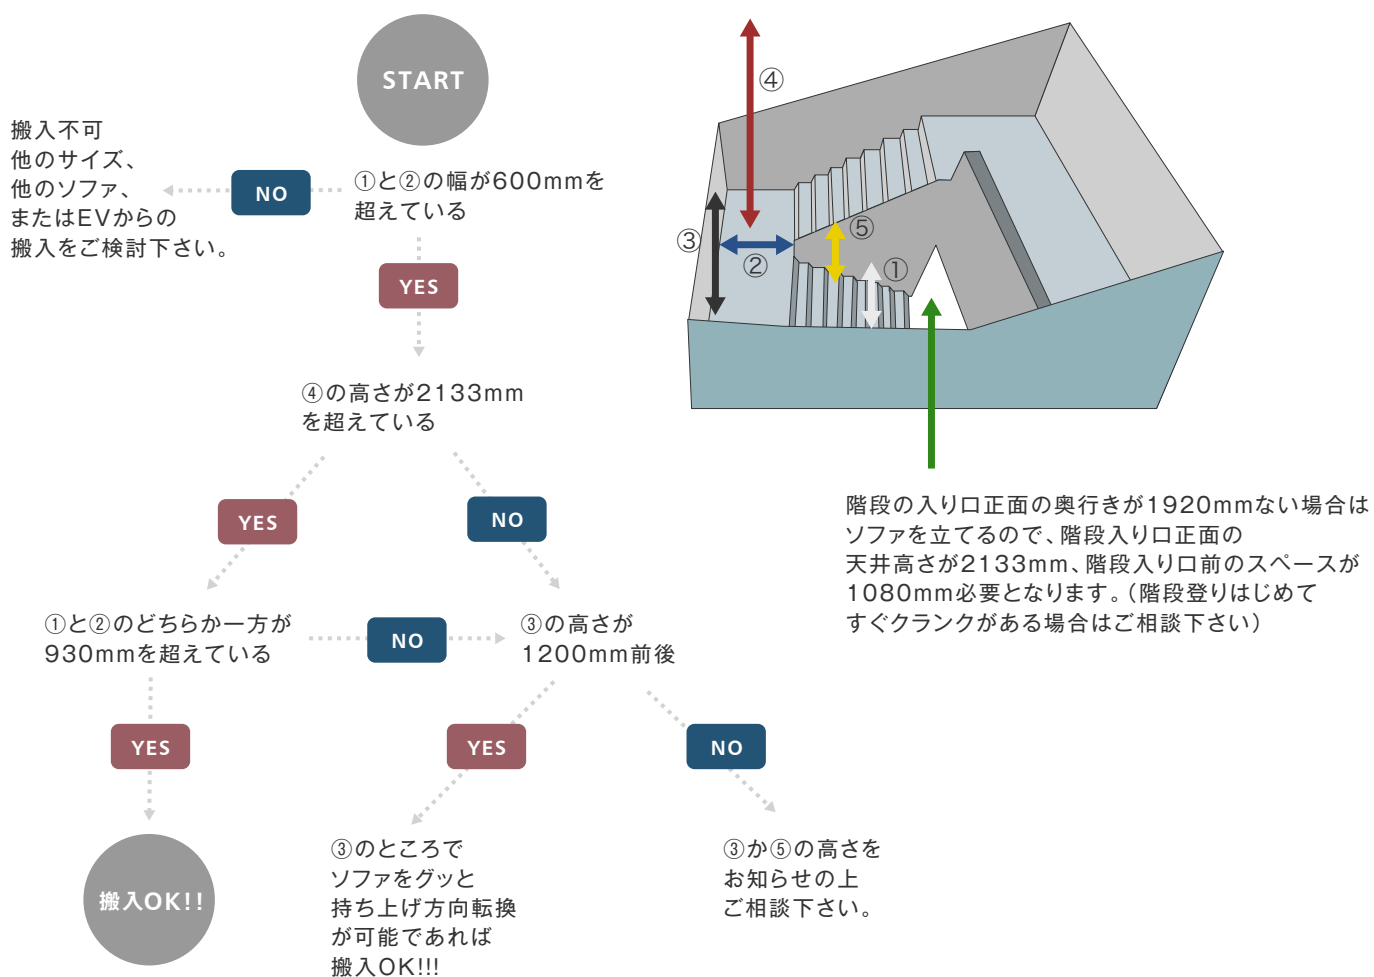 START
搬入不可
他のサイズ、
他のソファ、
またはEVからの
搬入をご検討下さい。
NO
①と②の幅が600mmを
超えている
YES
④の高さが2133mm
を超えている
YES
NO
①と②のどちらか一方が
930mmを超えている
NO
③の高さが
1200mm前後
YES
YES
NO
搬入OK!!
③のところで
ソファをグッと
持ち上げ方向転換
が可能であれば
搬入OK!!!
③か⑤の高さを
お知らせの上
ご相談下さい。
④
③
②
⑤
①
階段の入り口正面の奥行きが1920mmない場合は
ソファを立てるので、階段入り口正面の
天井高さが2133mm、階段入り口前のスペースが
1080mm必要となります。（階段登りはじめて
すぐクランクがある場合はご相談下さい）